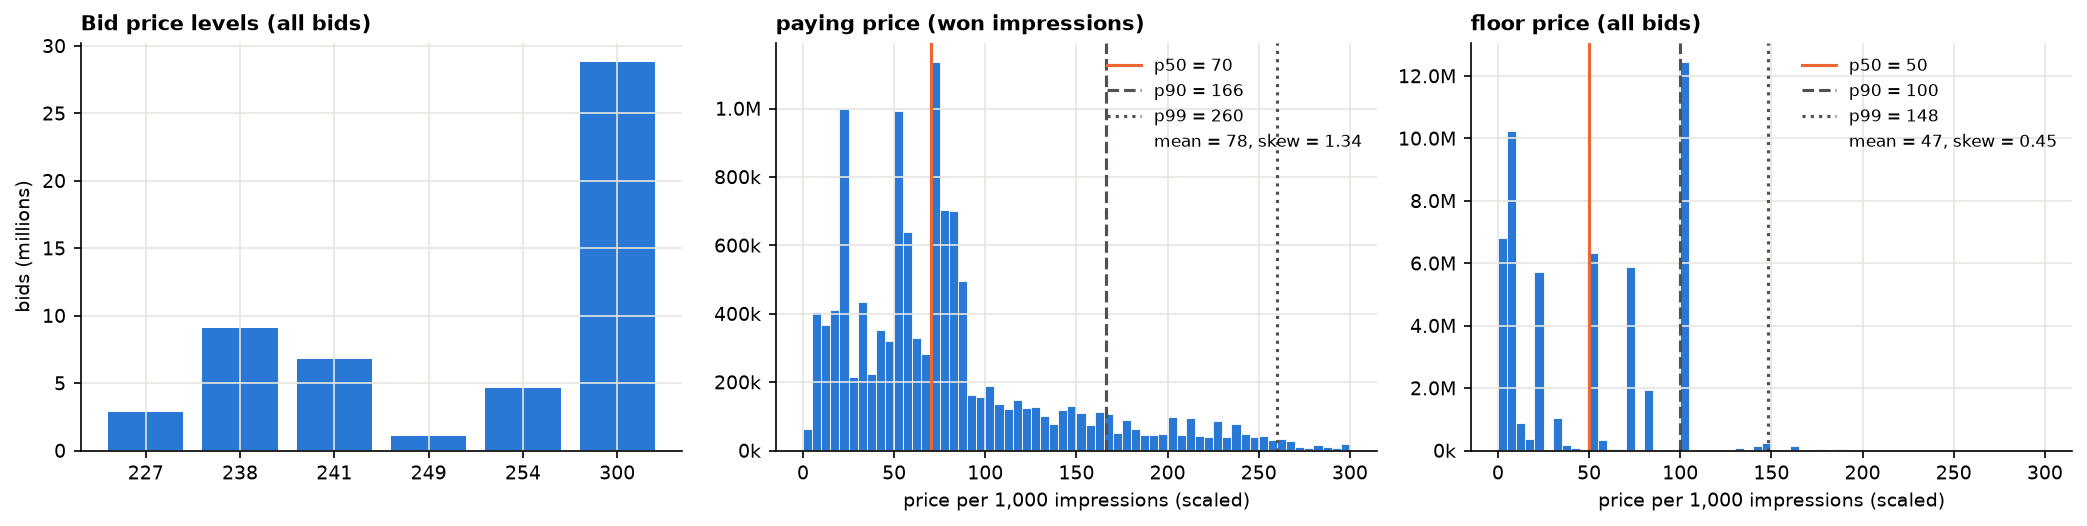 Bid price levels (all bids)
bids (millions)
30
25
20
15
10
5
0
227 238 241 249 254 300
paying price (won impressions)
p50 = 70
p90 = 166
p99 = 260
mean = 78, skew = 1.34
1.0M
800k
600k
400k
200k
0k
0 50 100 150 200 250 300
price per 1,000 impressions (scaled)
floor price (all bids)
p50 = 50
p90 = 100
p99 = 148
mean = 47, skew = 0.45
12.0M
10.0M
8.0M
6.0M
4.0M
2.0M
0k
0 50 100 150 200 250 300
price per 1,000 impressions (scaled)